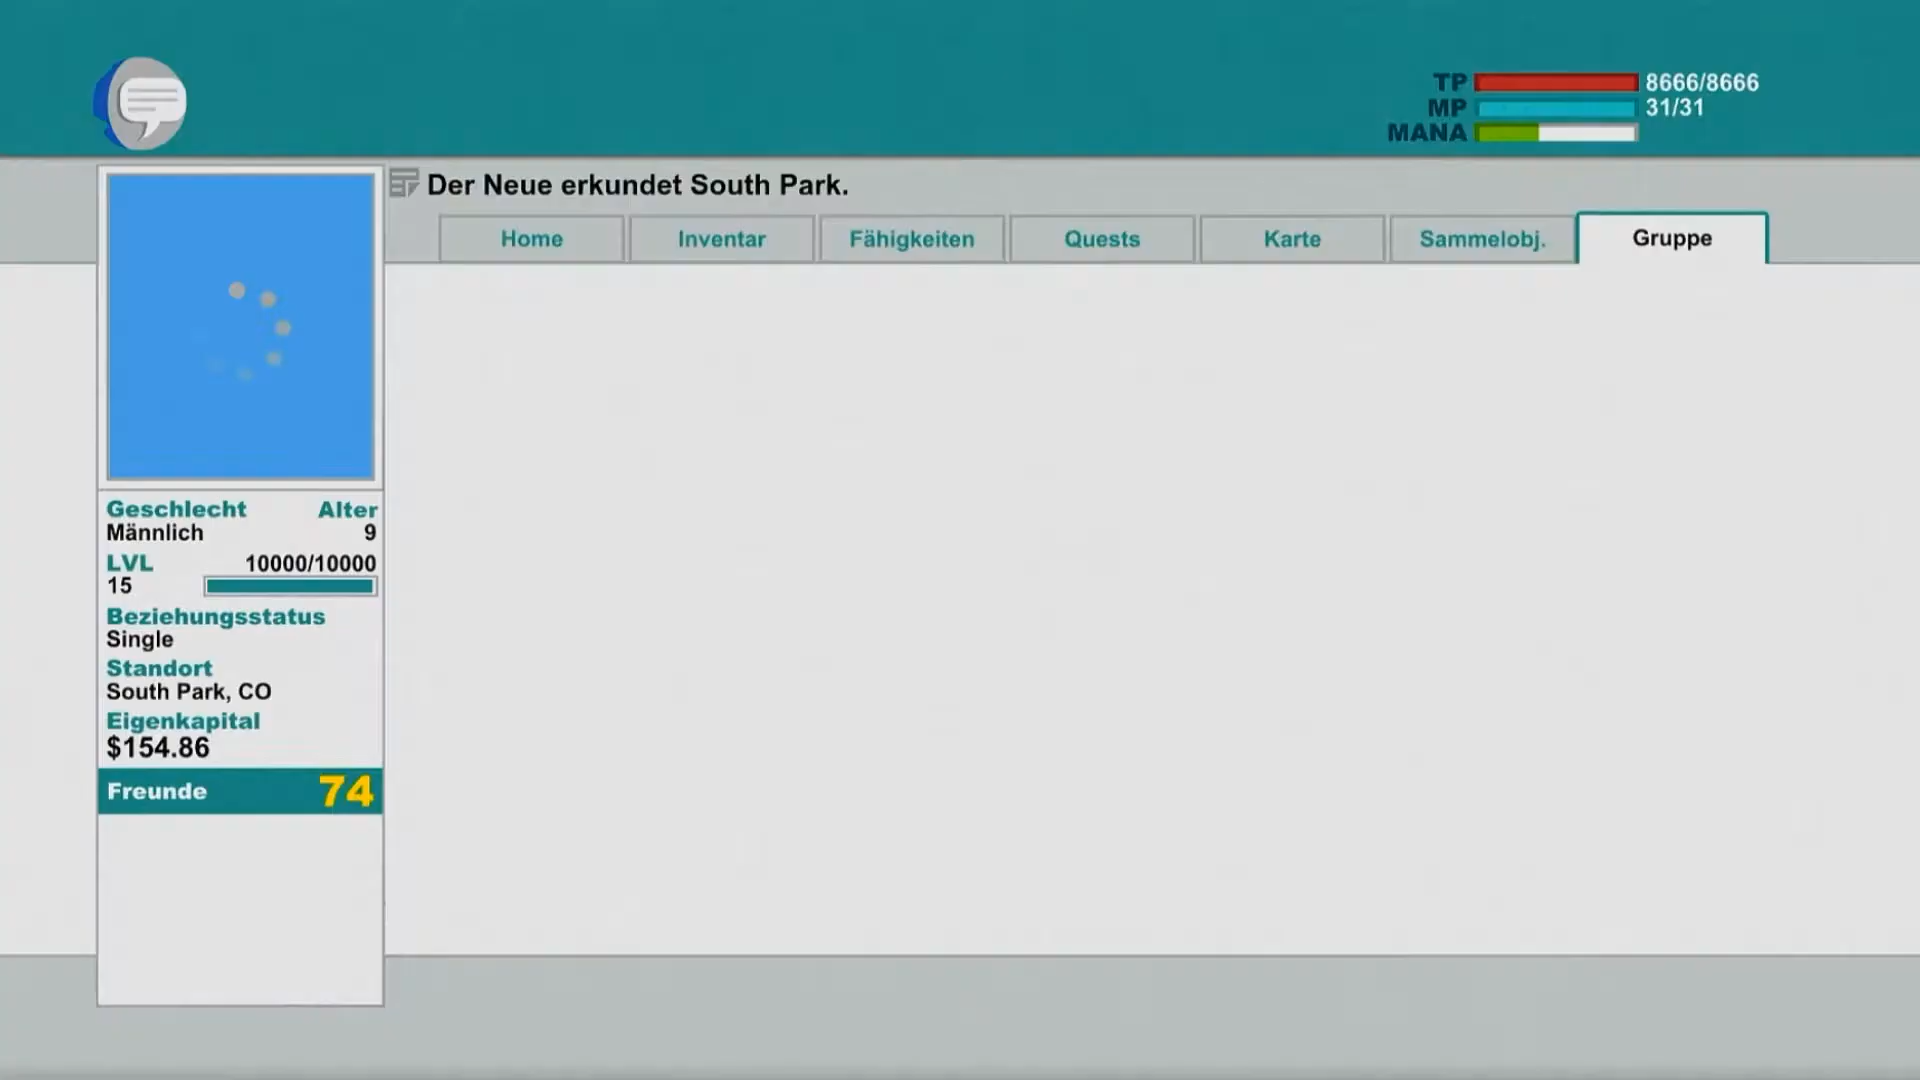 TP 8666/8666
MP 31/31
MANA
Der Neue erkundet South Park.
Home Inventar Fähigkeiten Quests Karte Sammelobj. Gruppe
Geschlecht Alter
Männlich 9
LVL 10000/10000
15
Beziehungsstatus
Single
Standort
South Park, CO
Eigenkapital
$154.86
Freunde 74